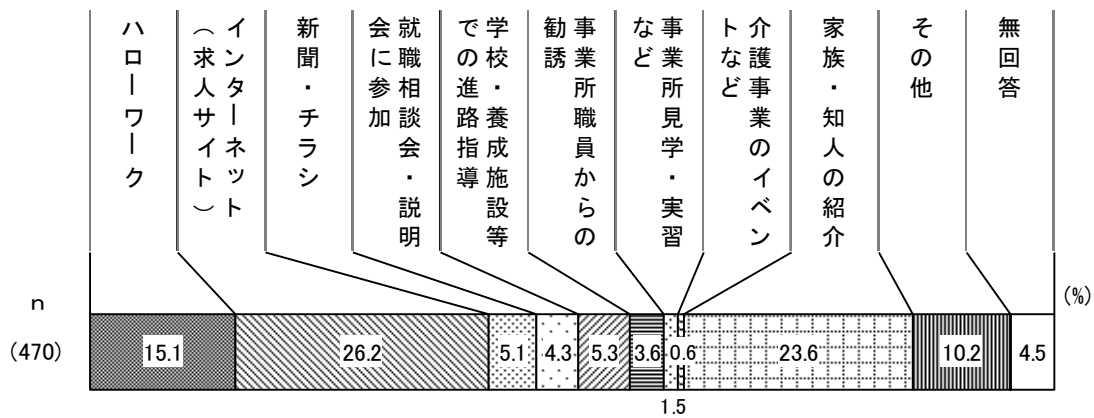 ハローワーク
インターネット
（求人サイト）
新聞・チラシ
就職相談会・説明
会に参加
学校・養成施設等
での進路指導
事業所職員からの
勧誘
事業所見学・実習
など
介護事業のイベン
トなど
家族・知人の紹介
その他
無回答
n
(%)
(470)
15.1
26.2
5.1
4.3
5.3
3.6
0.6
23.6
10.2
4.5
1.5